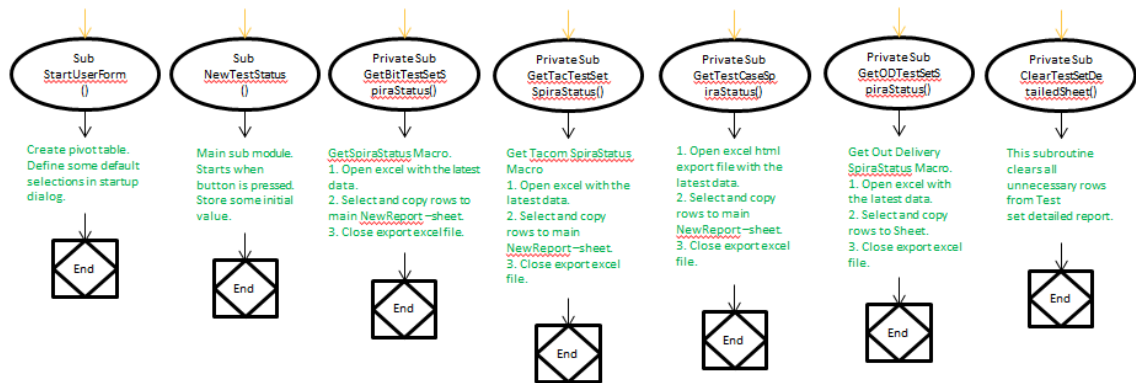 Sub
StartUserForm
()
Create pivot table.
Define some default
selections in startup
dialog.
End
Sub
NewTestStatus
()
Main sub module.
Starts when
button is pressed.
Store some initial
value.
End
Private Sub
GetBitTestSetS
piraStatus()
GetSpiraStatus Macro.
1. Open excel with the latest
data.
2. Select and copy rows to
main NewReport –sheet.
3. Close export excel file.
End
Private Sub
GetTacTestSet
SpiraStatus()
Get Tacom SpiraStatus
Macro
1. Open excel with the
latest data.
2. Select and copy
rows to main
NewReport –sheet.
3. Close export excel
file.
End
Private Sub
GetTestCaseSp
iraStatus()
1. Open excel html
export file with the
latest data.
2. Select and copy
rows to main
NewReport –sheet.
3. Close export excel
file.
End
Private Sub
GetODTestSetS
piraStatus()
Get Out Delivery
SpiraStatus Macro.
1. Open excel with
the latest data.
2. Select and copy
rows to Sheet.
3. Close export excel
file.
End
Private Sub
ClearTestSetDe
tailedSheet()
This subroutine
clears all
unnecessary rows
from Test
set detailed report.
End